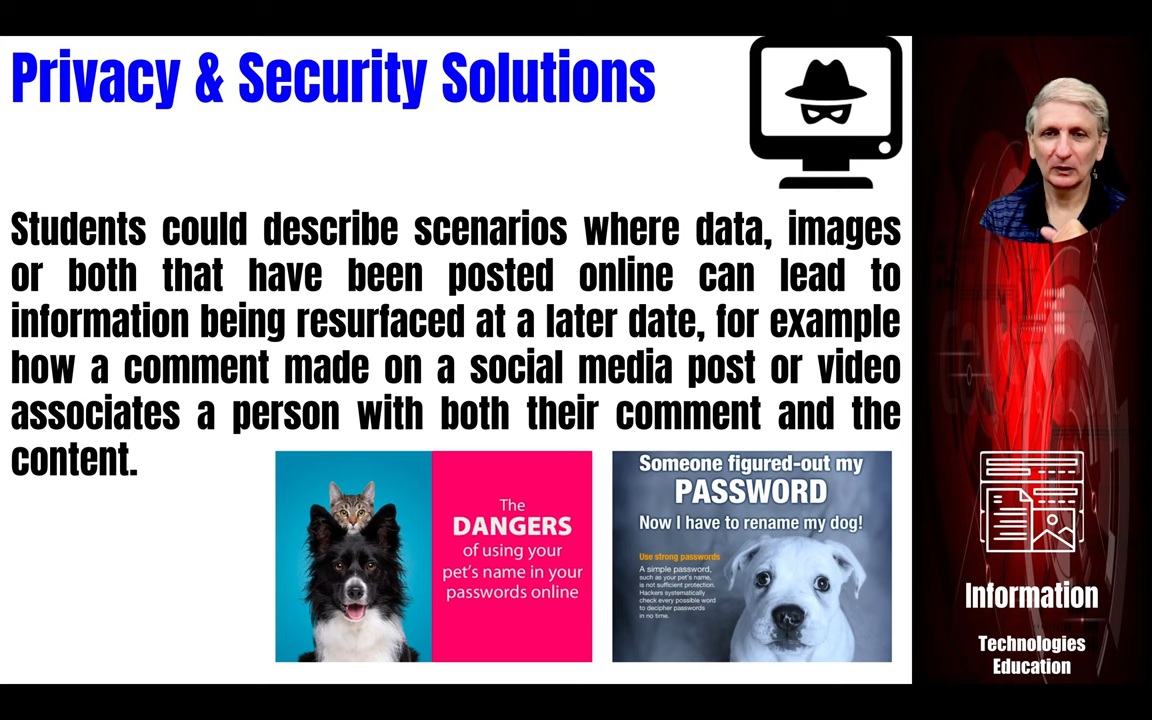 Privacy & Security Solutions
Students could describe scenarios where data, images
or both that have been posted online can lead to
information being resurfaced at a later date, for example
how a comment made on a social media post or video
associates a person with both their comment and the
content.
The
DANGERS
of using your
pet's name in your
passwords online
Someone figured-out my
PASSWORD
Now I have to rename my dog!
Use strong passwords
A simple password,
such as your pet's name,
is not sufficient protection.
Hackers systematically
check every possible word
to decipher passwords
in no time.
Information
Technologies
Education